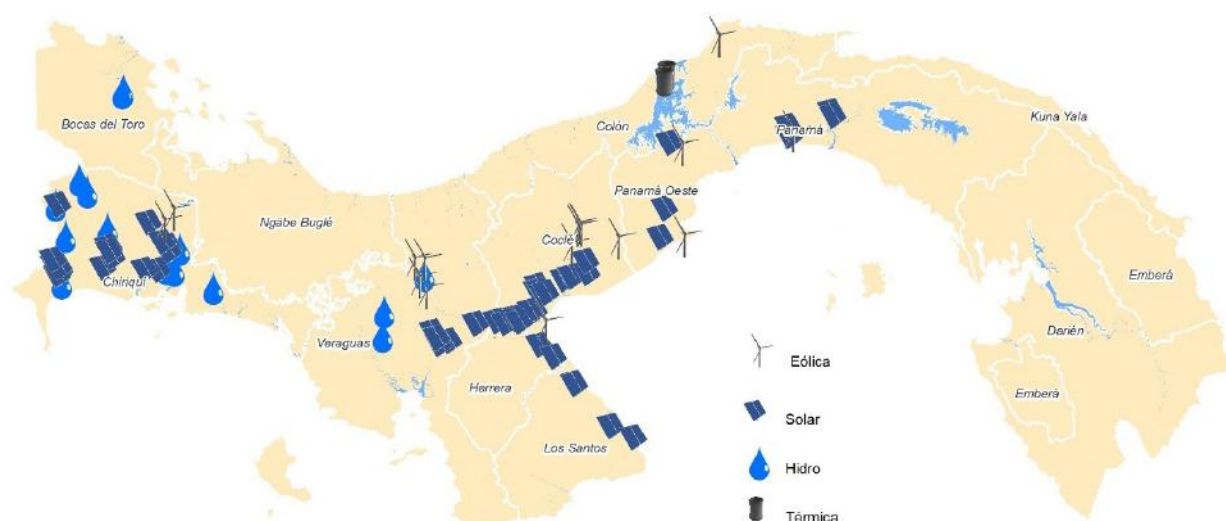 Bocas del Toro
Colón
Panamá
Kuna Yala
Panamá Oeste
Ngäbe Buglé
Coclé
Chiriquí
Emberá
Veraguas
Darién
Herrera
Emberá
Los Santos
Eólica
Solar
Hidro
Térmica